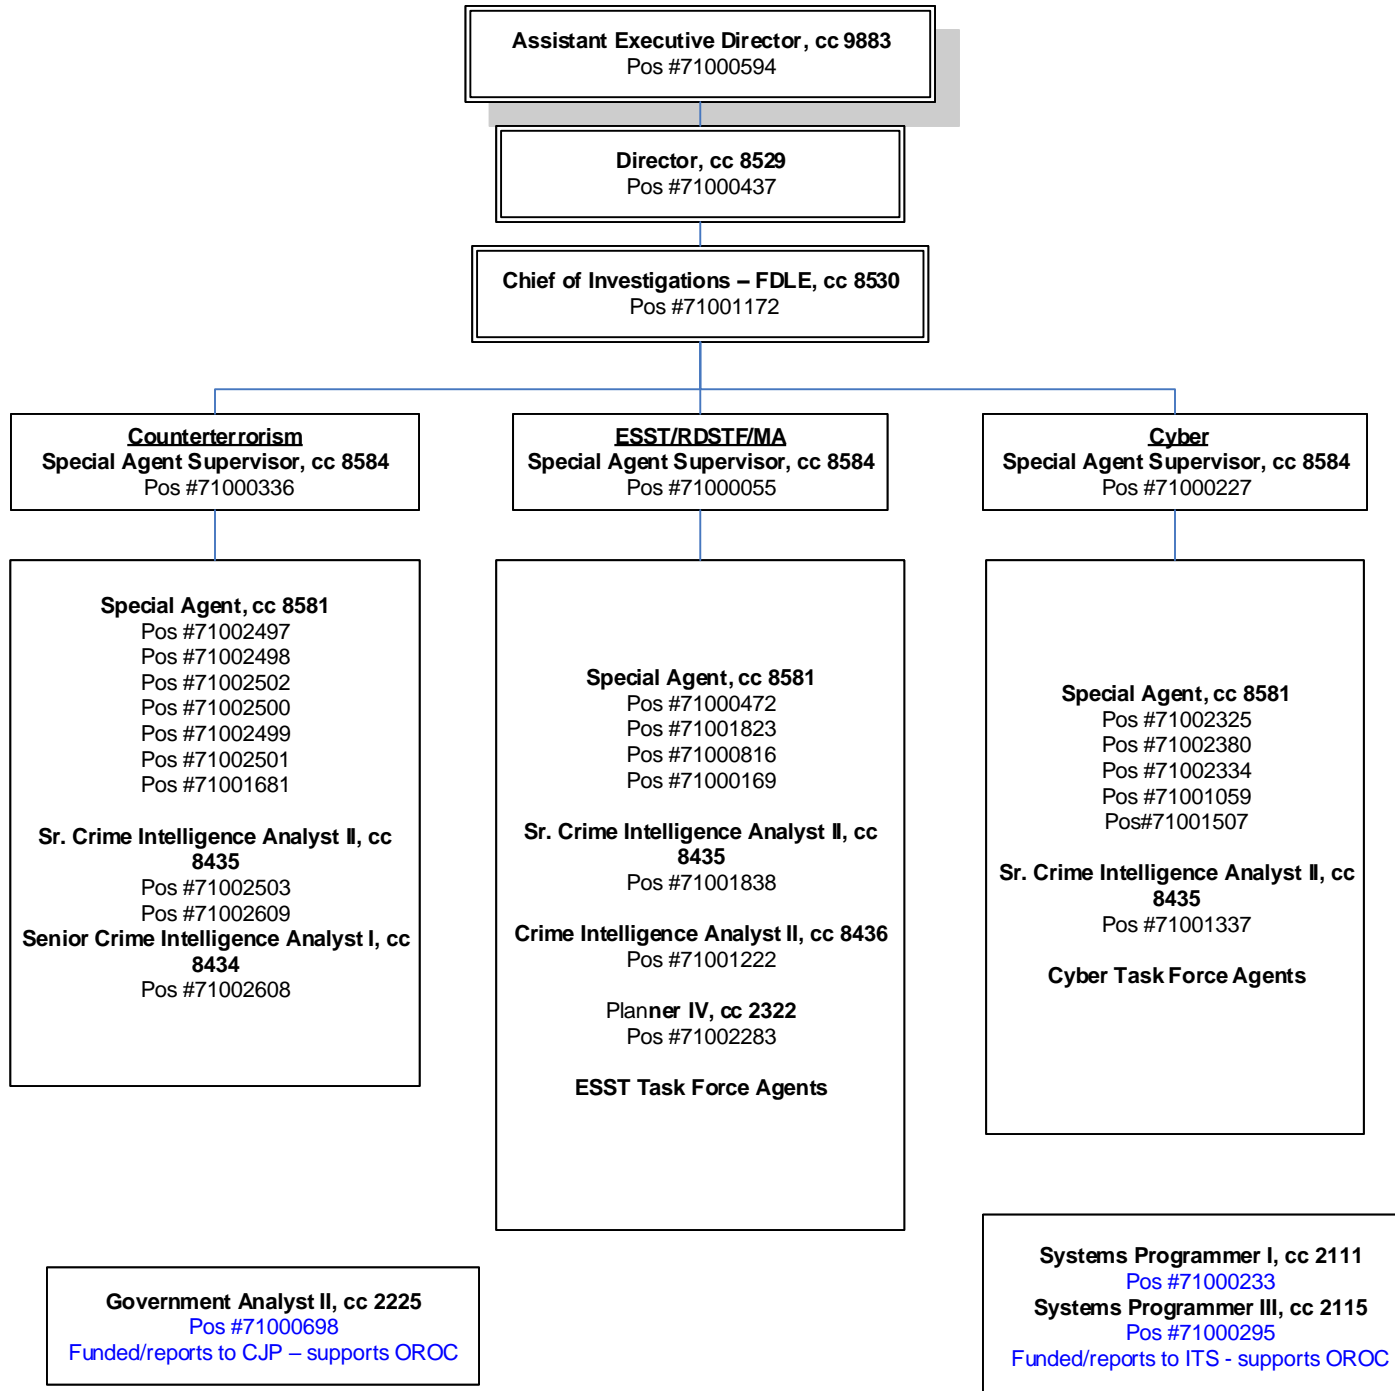 Assistant Executive Director, cc 9883
Pos #71000594
Director, cc 8529
Pos #71000437
Chief of Investigations – FDLE, cc 8530
Pos #71001172
Counterterrorism
Special Agent Supervisor, cc 8584
Pos #71000336
ESST/RDSTF/MA
Special Agent Supervisor, cc 8584
Pos #71000055
Cyber
Special Agent Supervisor, cc 8584
Pos #71000227
Special Agent, cc 8581
Pos #71002497
Pos #71002498
Pos #71002502
Pos #71002500
Pos #71002499
Pos #71002501
Pos #71001681
Sr. Crime Intelligence Analyst II, cc
8435
Pos #71002503
Pos #71002609
Senior Crime Intelligence Analyst I, cc
8434
Pos #71002608
Special Agent, cc 8581
Pos #71000472
Pos #71001823
Pos #71000816
Pos #71000169
Sr. Crime Intelligence Analyst II, cc
8435
Pos #71001838
Crime Intelligence Analyst II, cc 8436
Pos #71001222
Planner IV, cc 2322
Pos #71002283
ESST Task Force Agents
Special Agent, cc 8581
Pos #71002325
Pos #71002380
Pos #71002334
Pos #71001059
Pos#71001507
Sr. Crime Intelligence Analyst II, cc
8435
Pos #71001337
Cyber Task Force Agents
Government Analyst II, cc 2225
Pos #71000698
Funded/reports to CJP – supports OROC
Systems Programmer I, cc 2111
Pos #71000233
Systems Programmer III, cc 2115
Pos #71000295
Funded/reports to ITS - supports OROC